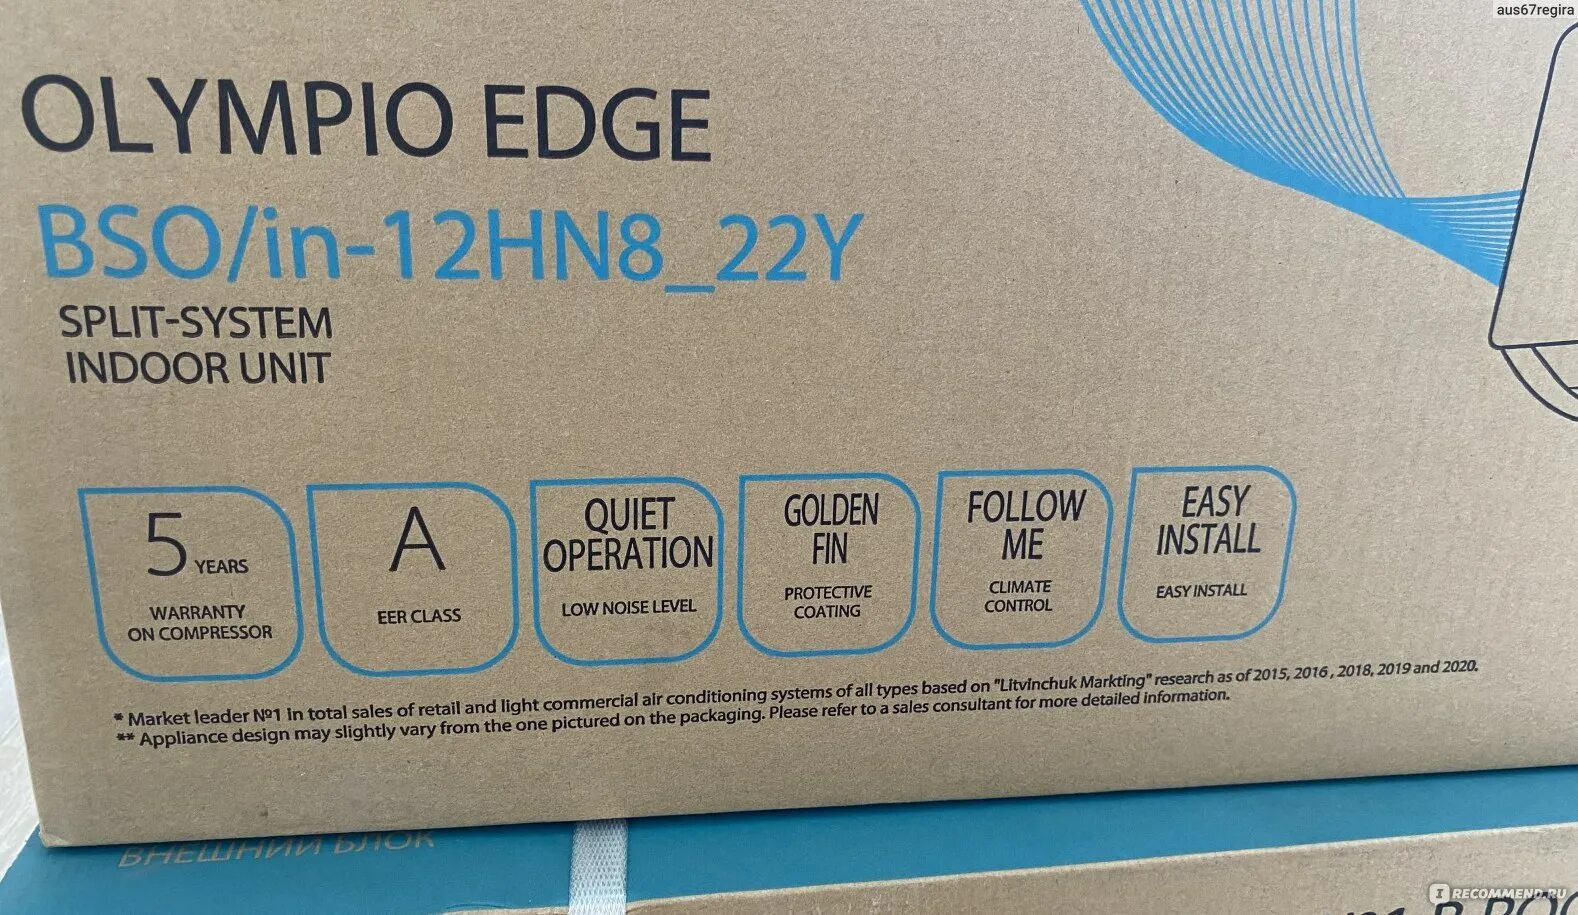 aus67regira
OLYMPIO EDGE
BSO/in-12HN8_22Y
SPLIT-SYSTEM
INDOOR UNIT
5 YEARS
WARRANTY
ON COMPRESSOR
A
EER CLASS
QUIET
OPERATION
LOW NOISE LEVEL
GOLDEN
FIN
PROTECTIVE
COATING
FOLLOW
ME
CLIMATE
CONTROL
EASY
INSTALL
EASY INSTALL
* Market leader №1 in total sales of retail and light commercial air conditioning systems of all types based on "Litvinchuk Markting" research as of 2015, 2016 , 2018, 2019 and 2020.
** Appliance design may slightly vary from the one pictured on the packaging. Please refer to a sales consultant for more detailed information.
ВНЕШНИЙ БЛОК
I RECOMMEND.RU